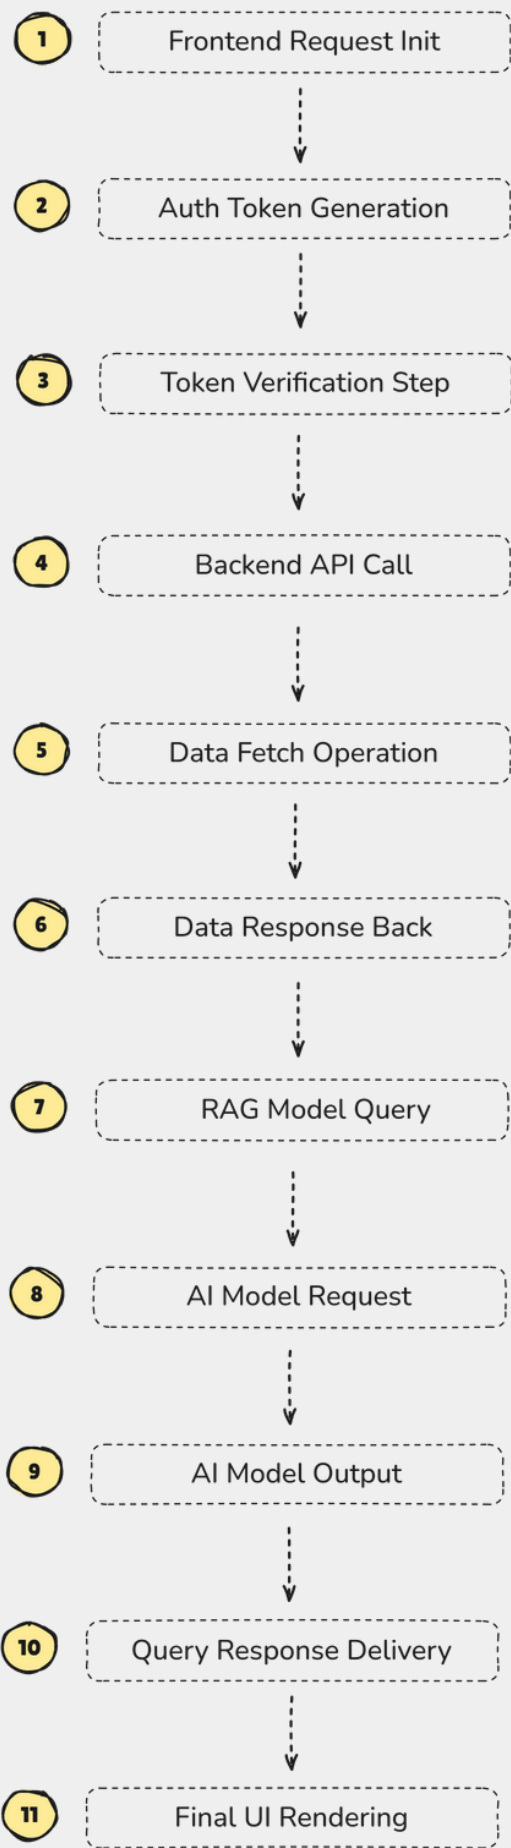 1
Frontend Request Init
2
Auth Token Generation
3
Token Verification Step
4
Backend API Call
5
Data Fetch Operation
6
Data Response Back
7
RAG Model Query
8
AI Model Request
9
AI Model Output
10
Query Response Delivery
11
Final UI Rendering